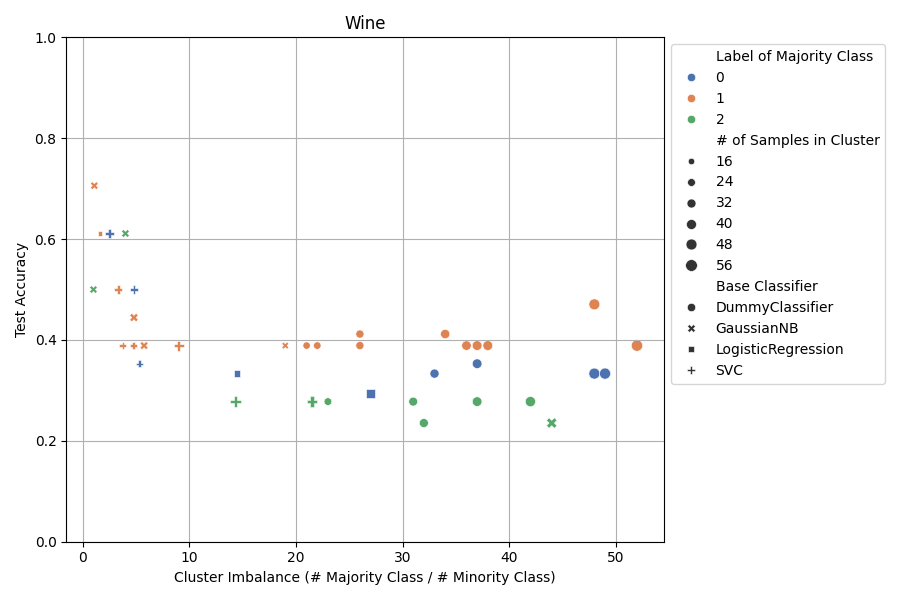 Wine
1.0
0.8
0.6
0.4
0.2
0.0
Test Accuracy
0
10
20
30
40
50
Cluster Imbalance (# Majority Class / # Minority Class)
Label of Majority Class
0
1
2
# of Samples in Cluster
16
24
32
40
48
56
Base Classifier
DummyClassifier
GaussianNB
LogisticRegression
SVC